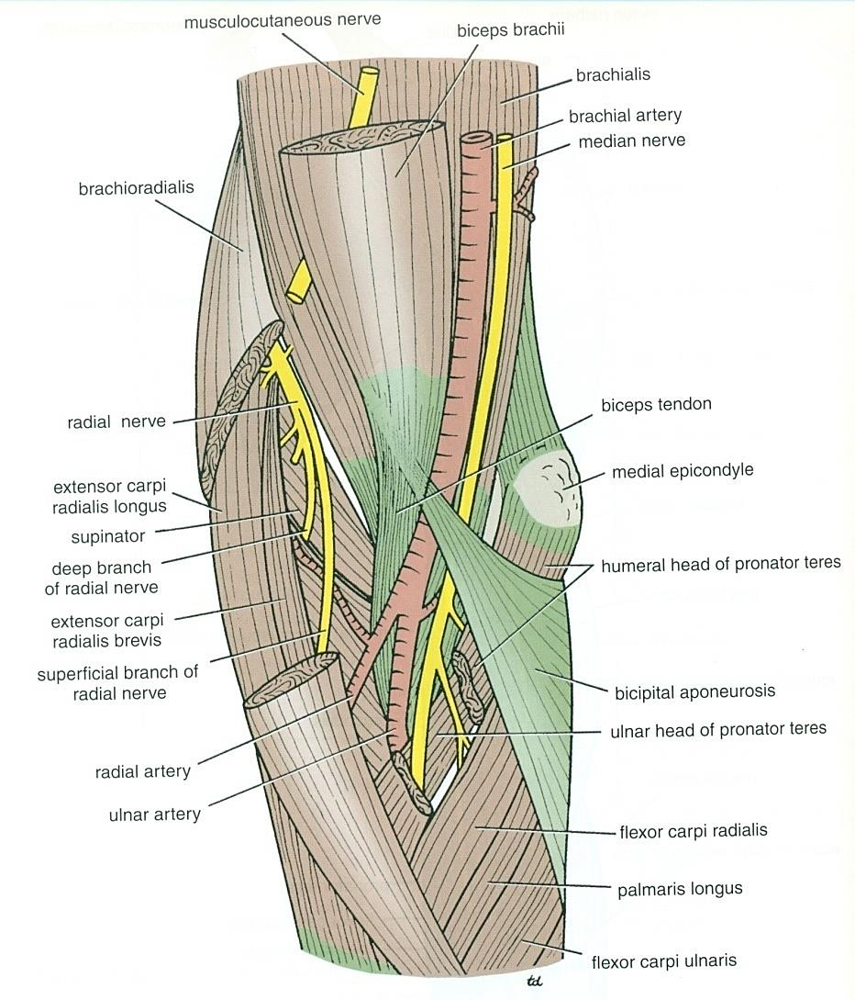 musculocutaneous nerve
biceps brachii
brachialis
brachial artery
median nerve
brachioradialis
biceps tendon
radial nerve
medial epicondyle
extensor carpi
radialis longus
supinator
deep branch
of radial nerve
humeral head of pronator teres
extensor carpi
radialis brevis
superficial branch of
radial nerve
bicipital aponeurosis
ulnar head of pronator teres
radial artery
ulnar artery
flexor carpi radialis
palmaris longus
flexor carpi ulnaris
td